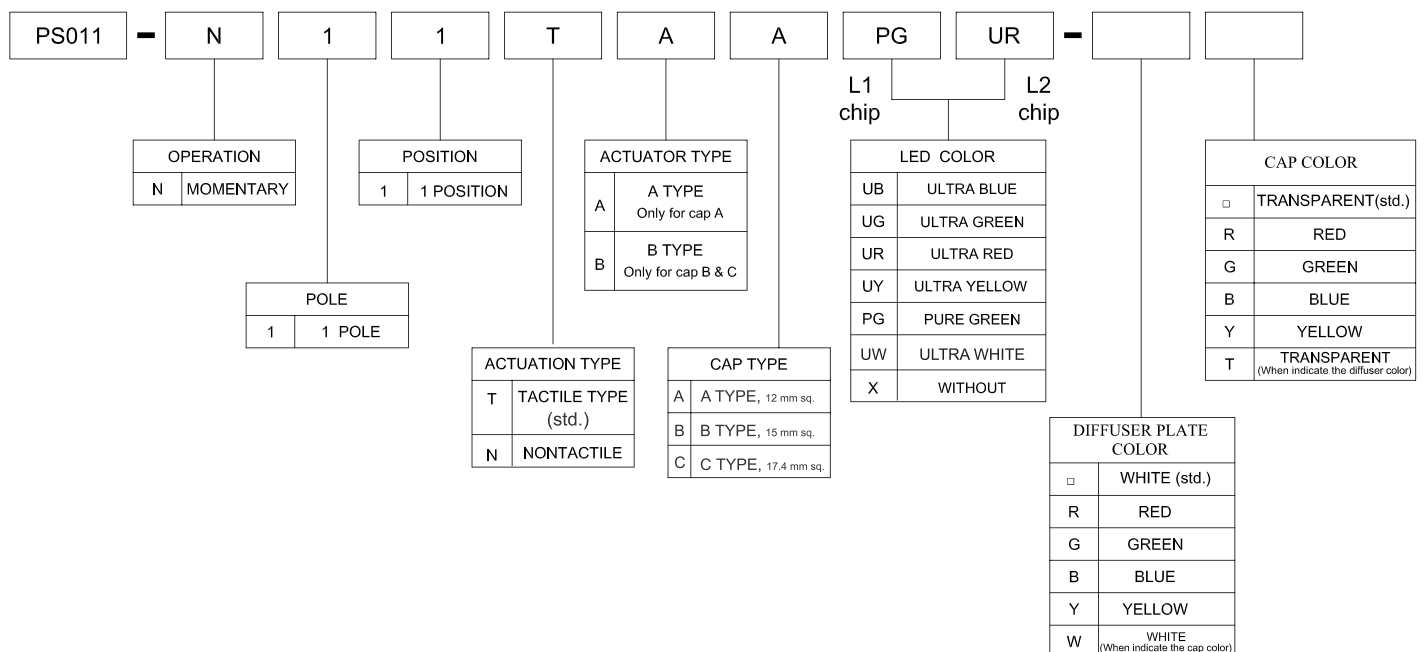 PS011 - N 1 1 T A A PG UR -
L1 chip
L2 chip
OPERATION
N MOMENTARY
POLE
1 1 POLE
POSITION
1 1 POSITION
ACTUATION TYPE
T TACTILE TYPE
(std.)
N NONTACTILE
ACTUATOR TYPE
A A TYPE
Only for cap A
B B TYPE
Only for cap B & C
CAP TYPE
A A TYPE, 12 mm sq.
B B TYPE, 15 mm sq.
C C TYPE, 17.4 mm sq.
LED COLOR
UB ULTRA BLUE
UG ULTRA GREEN
UR ULTRA RED
UY ULTRA YELLOW
PG PURE GREEN
UW ULTRA WHITE
X WITHOUT
DIFFUSER PLATE
COLOR
□ WHITE (std.)
R RED
G GREEN
B BLUE
Y YELLOW
W WHITE
(When indicate the cap color)
CAP COLOR
□ TRANSPARENT(std.)
R RED
G GREEN
B BLUE
Y YELLOW
T TRANSPARENT
(When indicate the diffuser color)